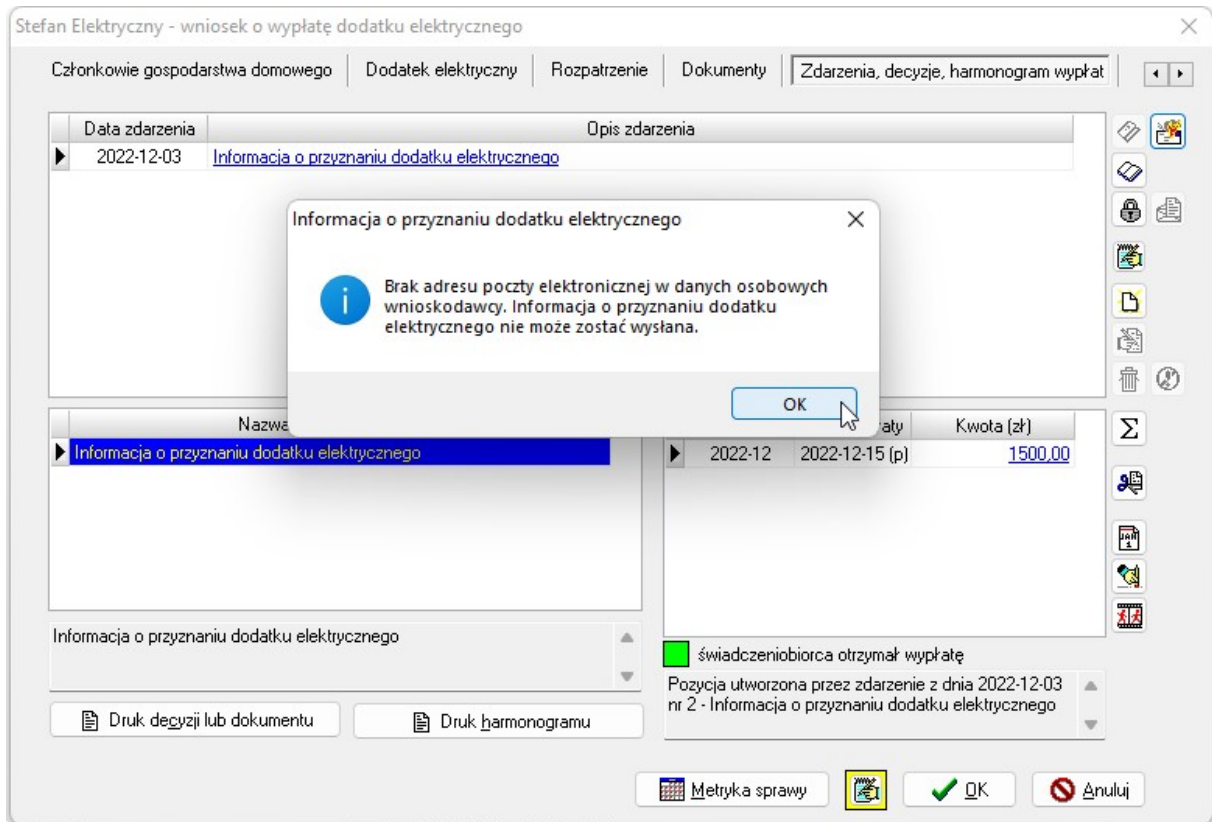 Stefan Elektryczny - wniosek o wypłatę dodatku elektrycznego
Członkowie gospodarstwa domowego
Dodatek elektryczny
Rozpatrzenie
Dokumenty
Zdarzenia, decyzje, harmonogram wypłat
Data zdarzenia
Opis zdarzenia
2022-12-03
Informacja o przyznaniu dodatku elektrycznego
Informacja o przyznaniu dodatku elektrycznego
Brak adresu poczty elektronicznej w danych osobowych
wnioskodawcy. Informacja o przyznaniu dodatku
elektrycznego nie może zostać wysłana.
OK
Kwota (zł)
Informacja o przyznaniu dodatku elektrycznego
2022-12
2022-12-15 (p)
1500,00
Informacja o przyznaniu dodatku elektrycznego
świadczeniobiorca otrzymał wypłatę
Pozycja utworzona przez zdarzenie z dnia 2022-12-03
nr 2 - Informacja o przyznaniu dodatku elektrycznego
Druk decyzji lub dokumentu
Druk harmonogramu
Metryka sprawy
OK
Anuluj